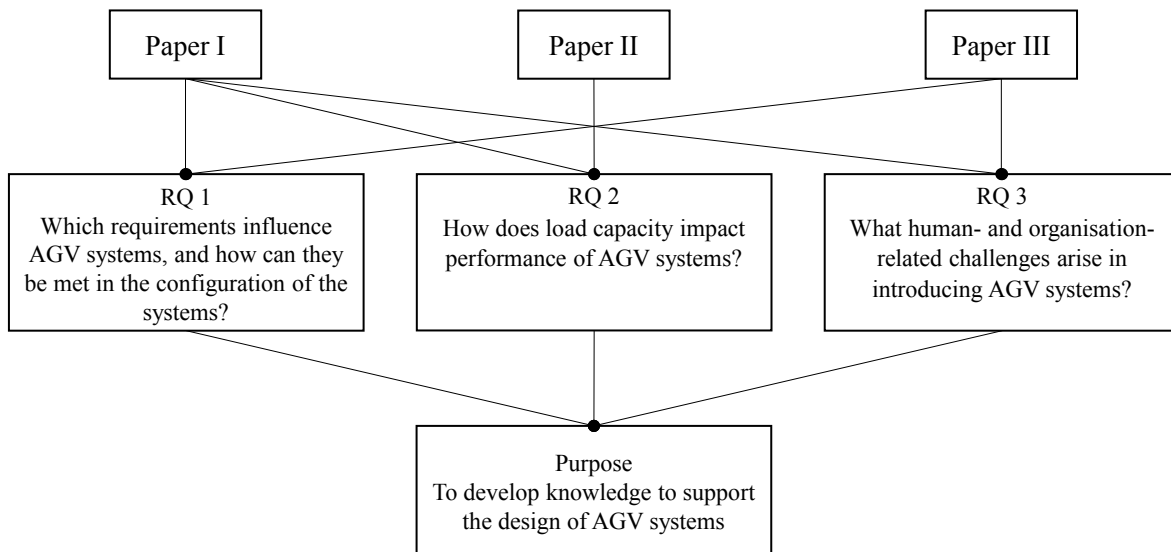 Paper I
Paper II
Paper III
RQ 1
Which requirements influence
AGV systems, and how can they
be met in the configuration of the
systems?
RQ 2
How does load capacity impact
performance of AGV systems?
RQ 3
What human- and organisation-
related challenges arise in
introducing AGV systems?
Purpose
To develop knowledge to support
the design of AGV systems